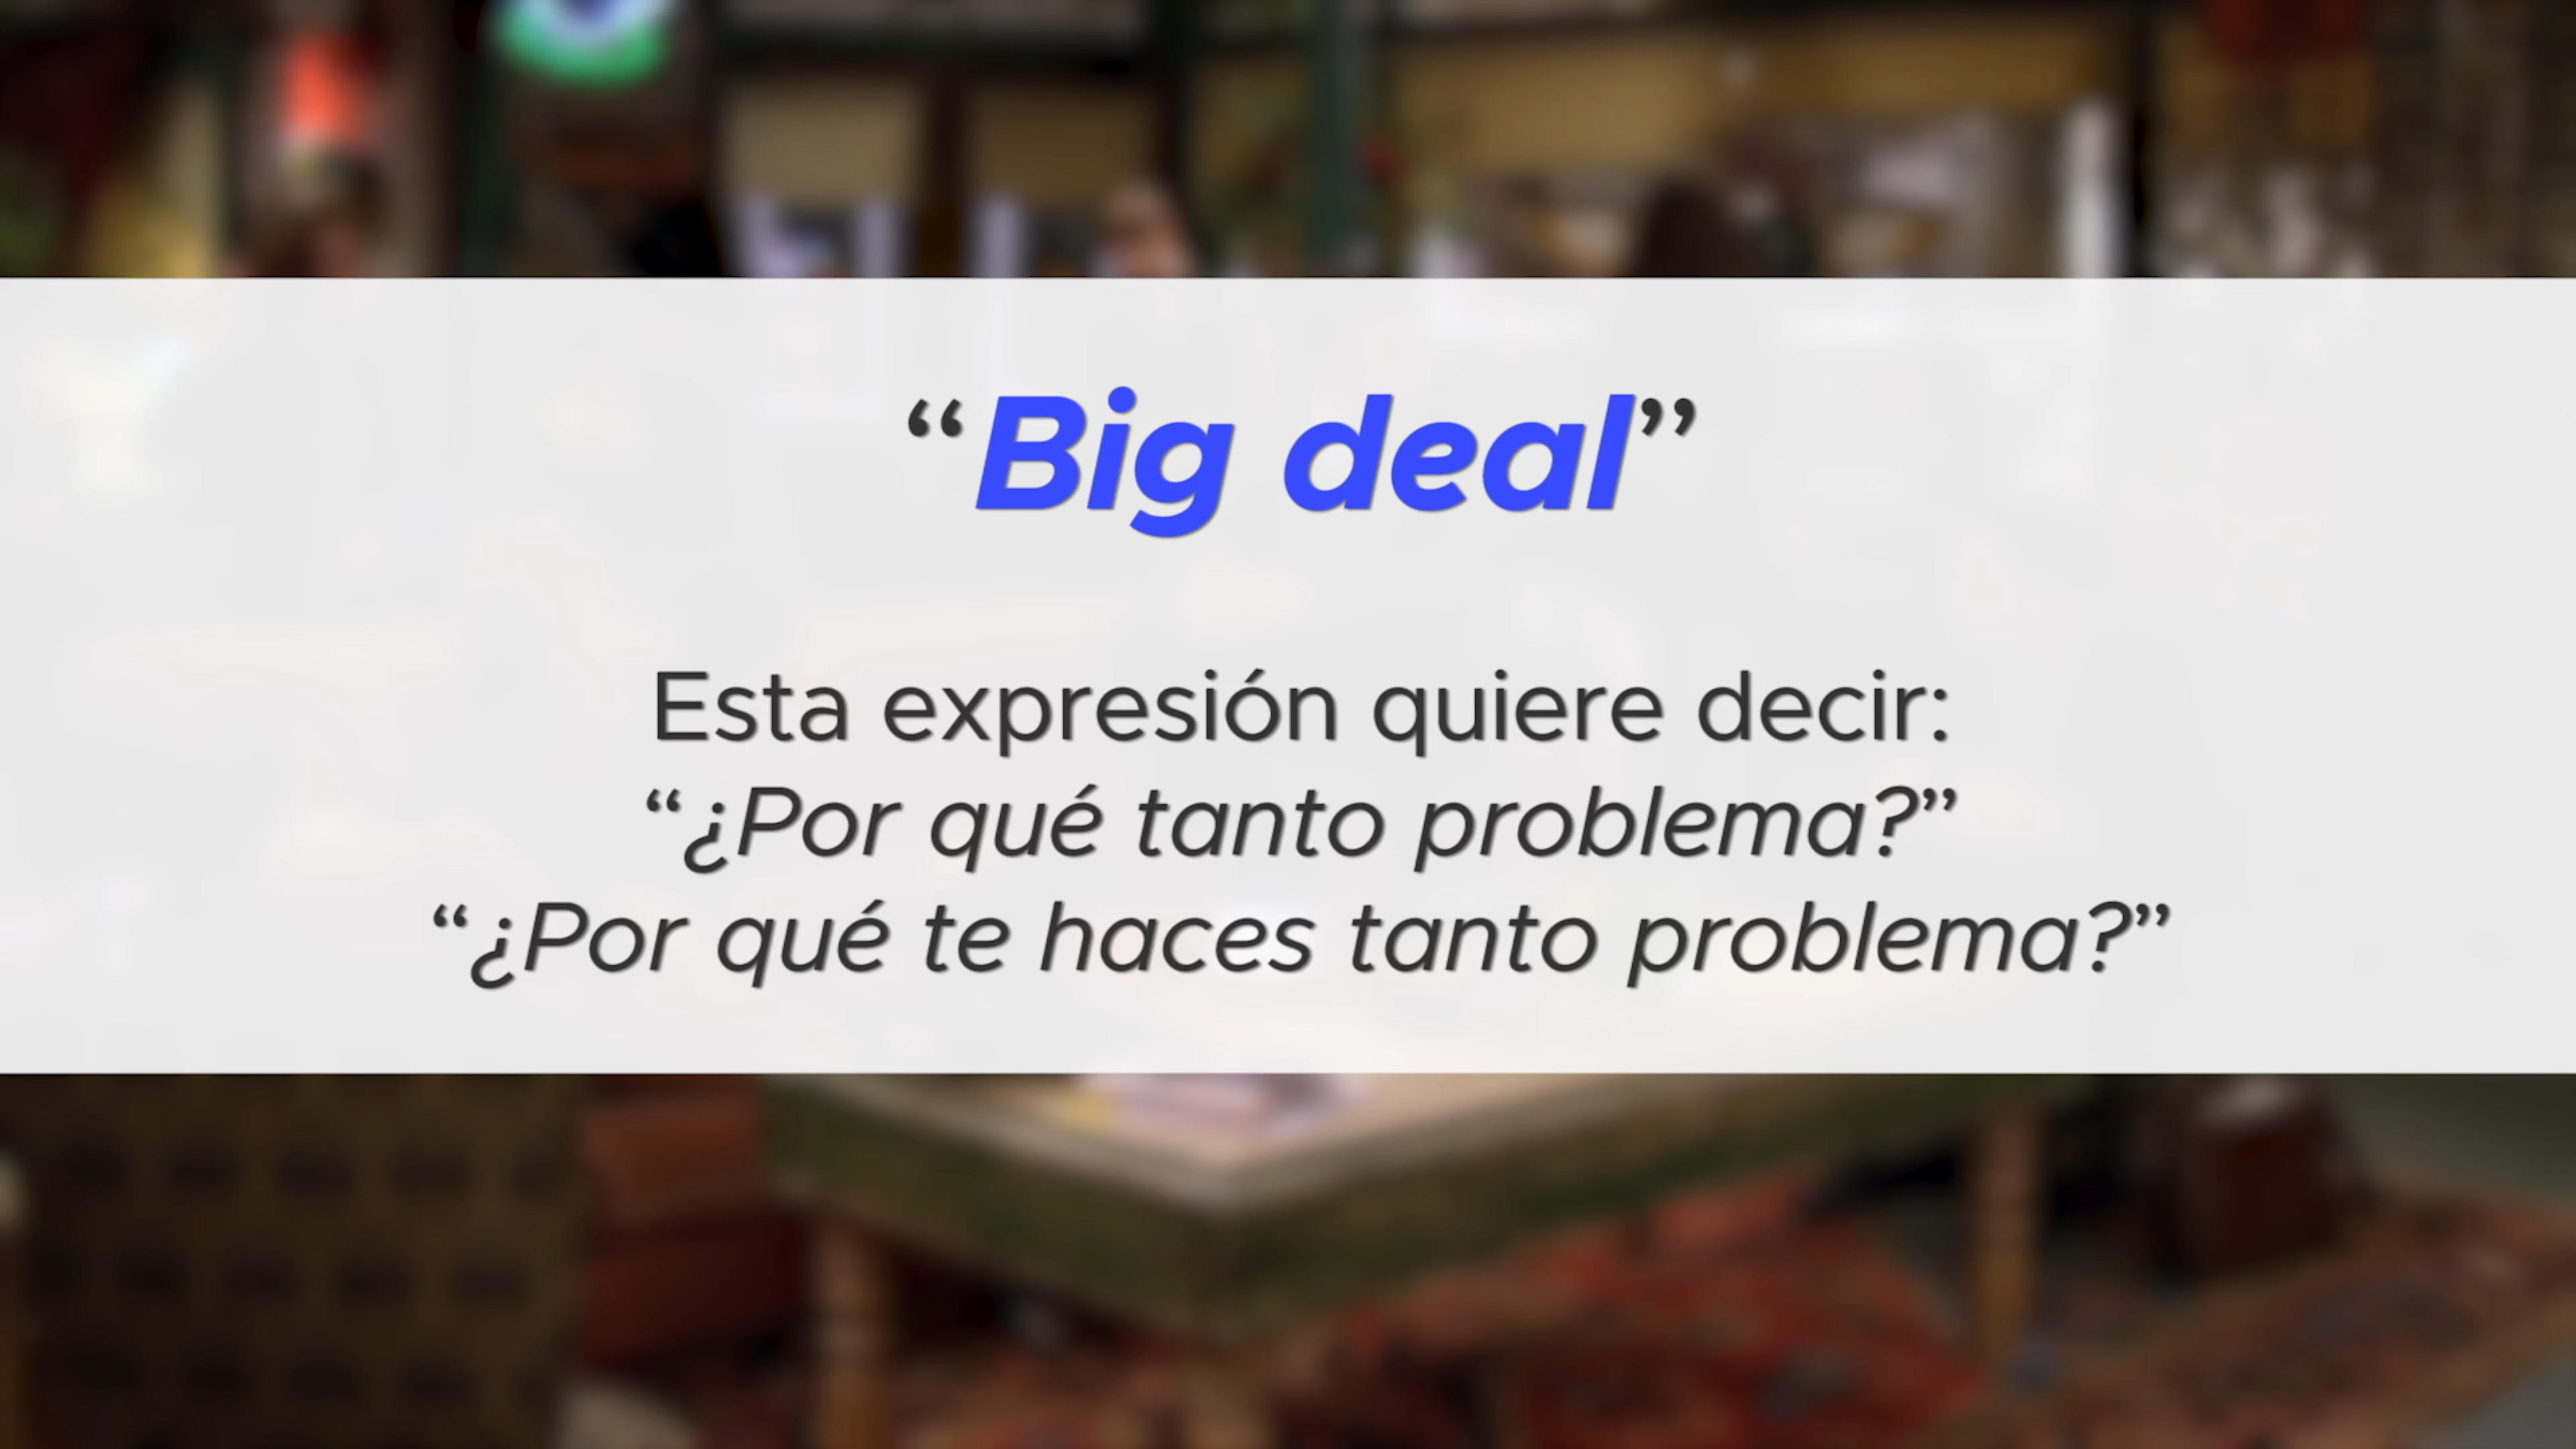 “Big deal”
Esta expresión quiere decir:
“¿Por qué tanto problema?”
“¿Por qué te haces tanto problema?”